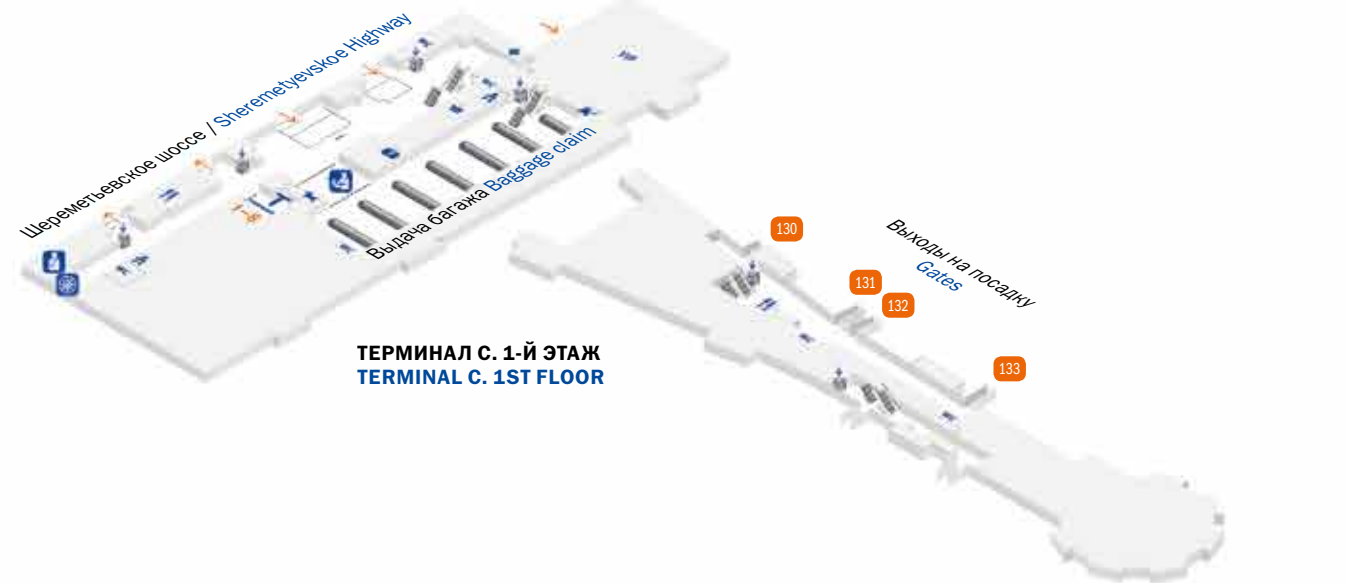 Шереметьевское шоссе / Sheremetyevskoe Highway
Выдача багажа Baggage claim
130
Выходы на посадку
Gates
131
132
133
ТЕРМИНАЛ С. 1-Й ЭТАЖ
TERMINAL C. 1ST FLOOR